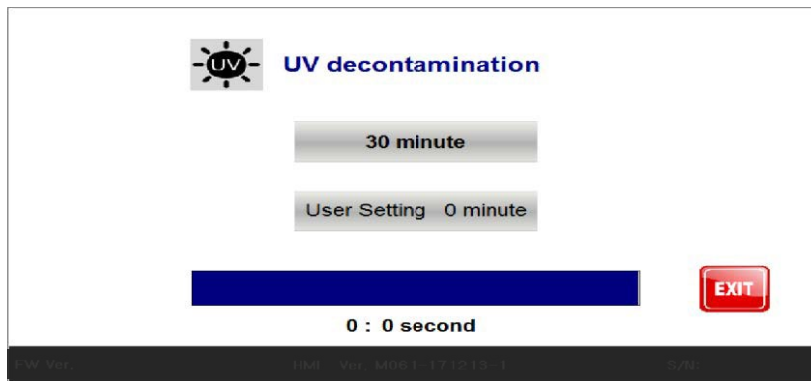 UV
UV decontamination
30 minute
User Setting 0 minute
EXIT
0 : 0 second
FW Ver. HMI Ver. M061-171213-1 S/N: